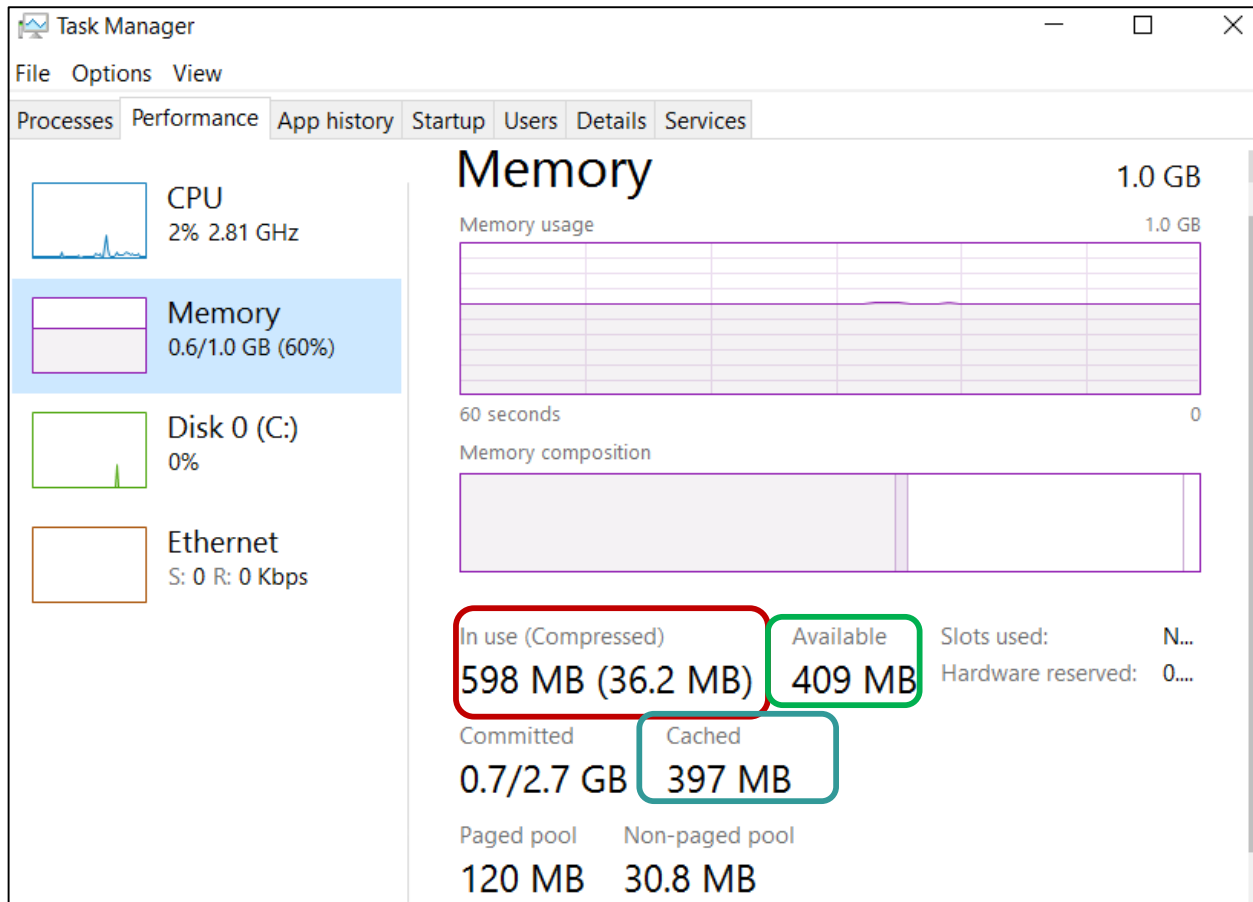 Task Manager
File Options View
Processes Performance App history Startup Users Details Services
CPU
2% 2.81 GHz
Memory
0.6/1.0 GB (60%)
Disk 0 (C:)
0%
Ethernet
S: 0 R: 0 Kbps
Memory 1.0 GB
Memory usage 1.0 GB
60 seconds 0
Memory composition
In use (Compressed) Available Slots used: N...
598 MB (36.2 MB) 409 MB Hardware reserved: 0....
Committed Cached
0.7/2.7 GB 397 MB
Paged pool Non-paged pool
120 MB 30.8 MB